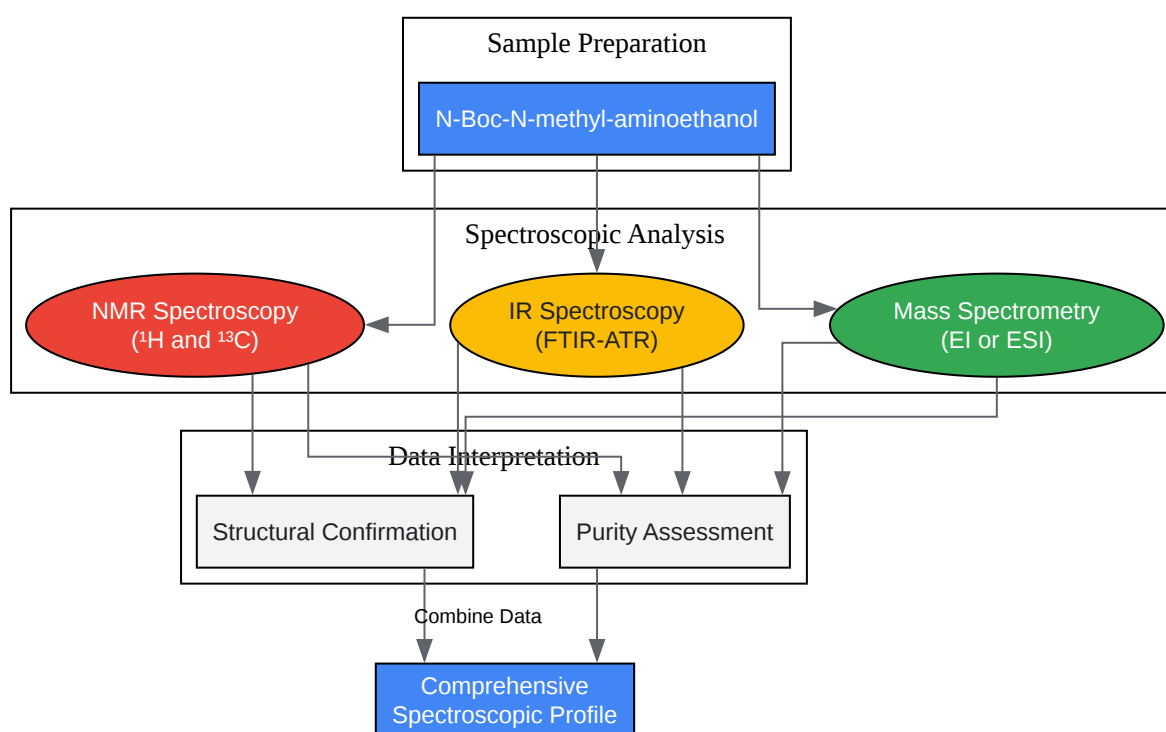 Sample Preparation
N-Boc-N-methyl-aminoethanol
Spectroscopic Analysis
NMR Spectroscopy
(¹H and ¹³C)
IR Spectroscopy
(FTIR-ATR)
Mass Spectrometry
(EI or ESI)
Data Interpretation
Structural Confirmation
Purity Assessment
Combine Data
Comprehensive
Spectroscopic Profile